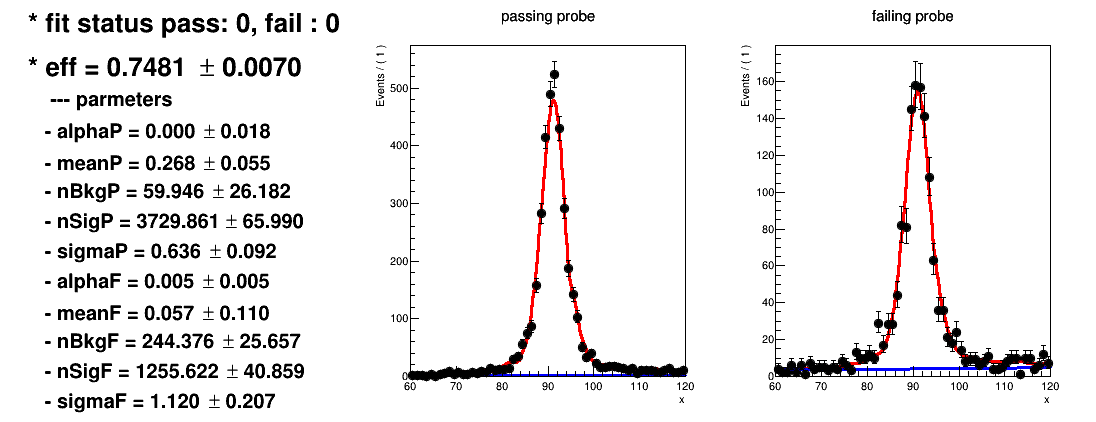 * fit status pass: 0, fail : 0
* eff = 0.7481 ± 0.0070
--- parmeters
- alphaP = 0.000 ± 0.018
- meanP = 0.268 ± 0.055
- nBkgP = 59.946 ± 26.182
- nSigP = 3729.861 ± 65.990
- sigmaP = 0.636 ± 0.092
- alphaF = 0.005 ± 0.005
- meanF = 0.057 ± 0.110
- nBkgF = 244.376 ± 25.657
- nSigF = 1255.622 ± 40.859
- sigmaF = 1.120 ± 0.207
passing probe
Events / ( 1 )
500
400
300
200
100
0
60 70 80 90 100 110 120
x
failing probe
Events / ( 1 )
160
140
120
100
80
60
40
20
0
60 70 80 90 100 110 120
x